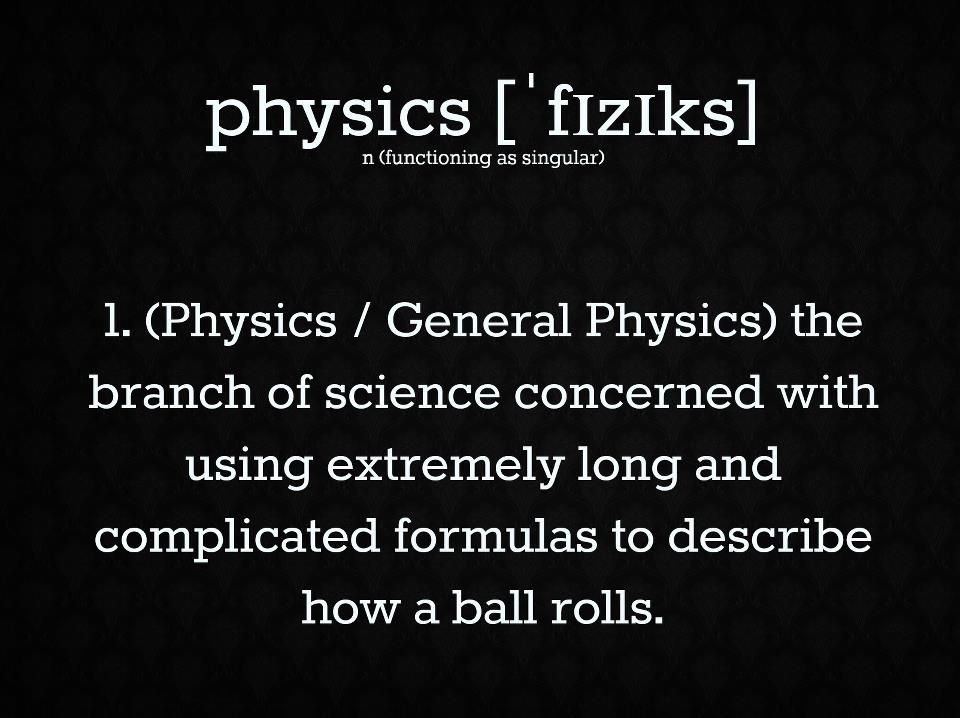 physics [ˈfɪzɪks]
n (functioning as singular)
1. (Physics / General Physics) the
branch of science concerned with
using extremely long and
complicated formulas to describe
how a ball rolls.